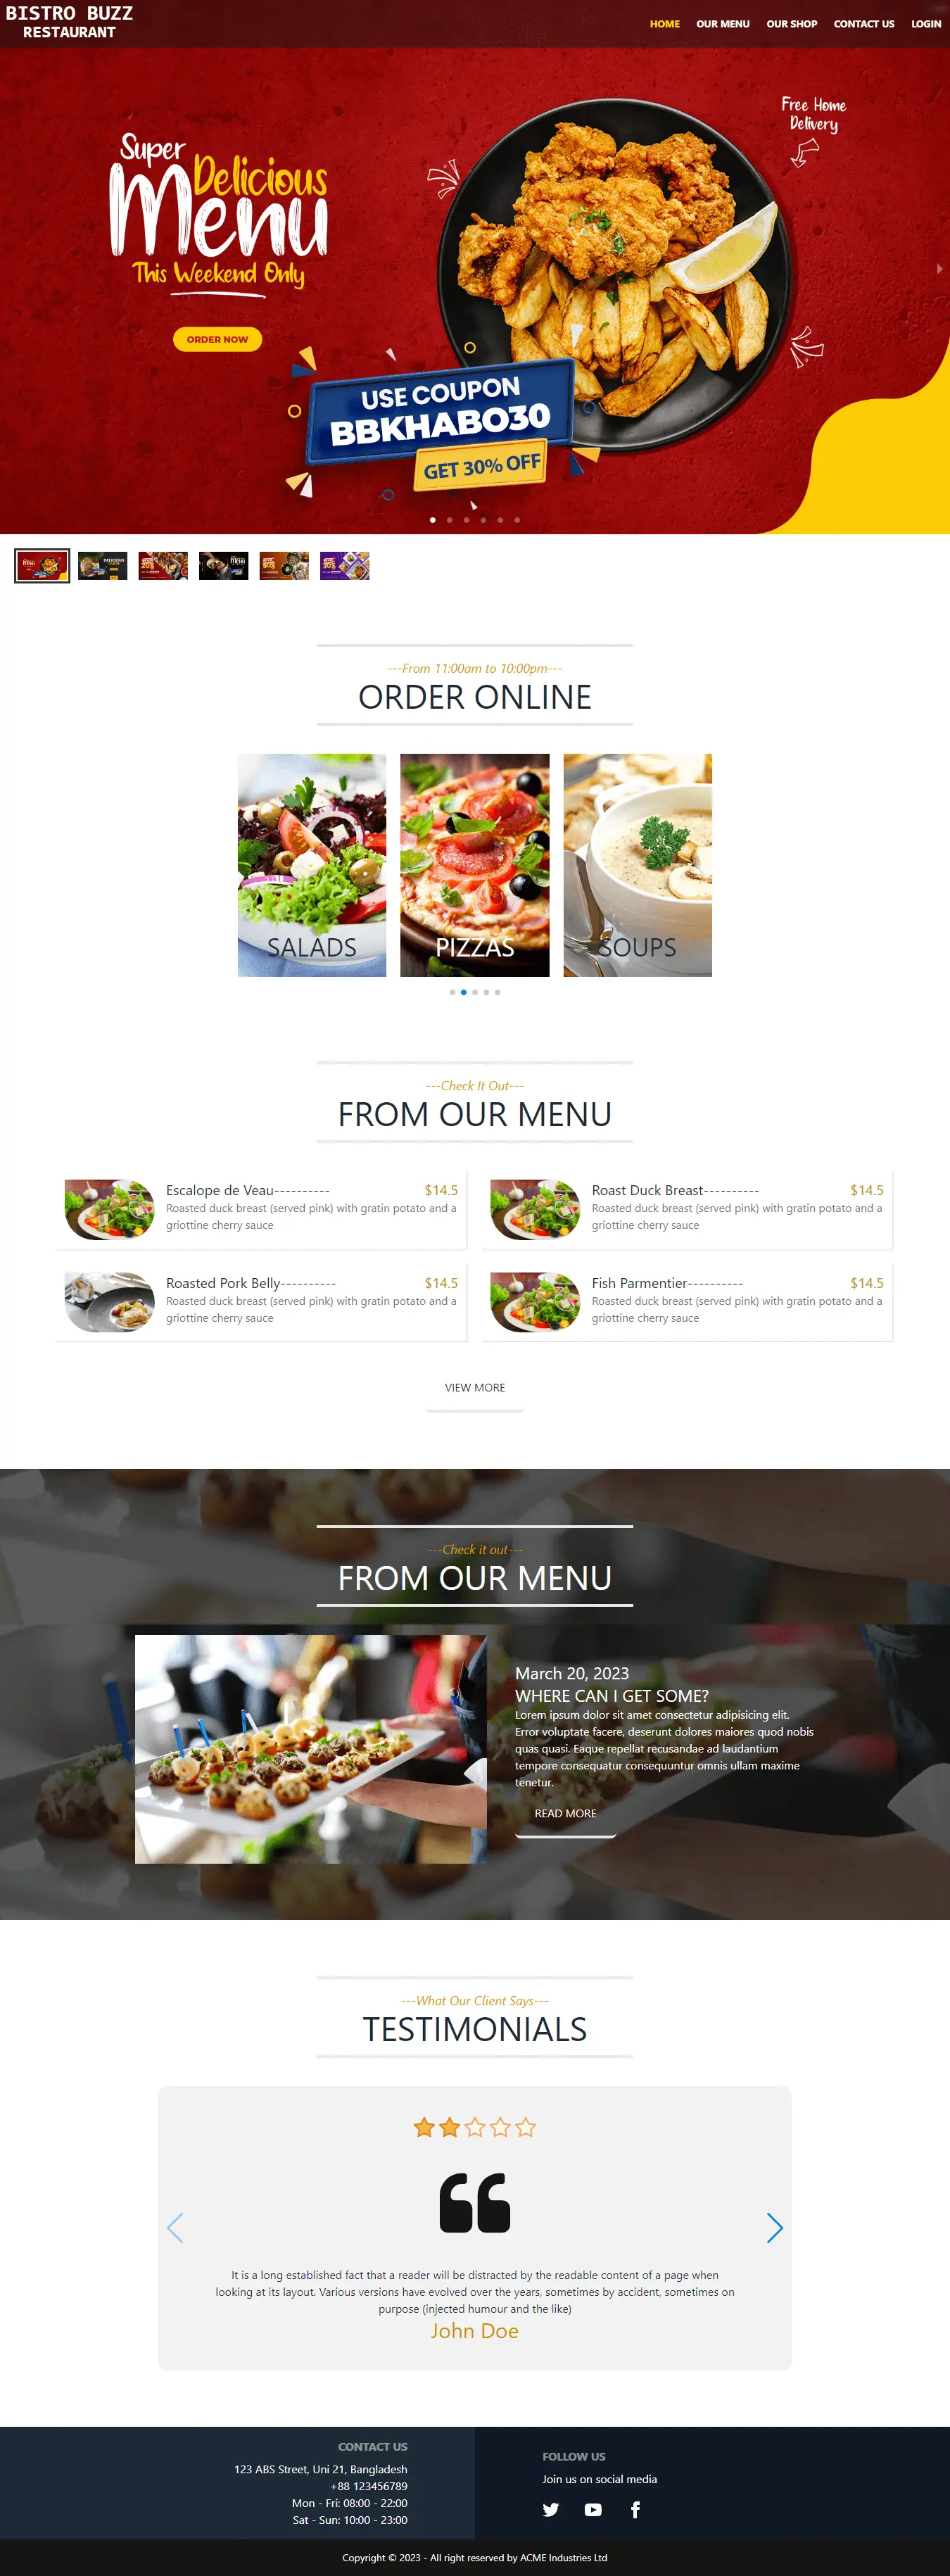 BISTRO BUZZ
RESTAURANT
HOME OUR MENU OUR SHOP CONTACT US LOGIN
Free Home
Delivery
Super
Delicious
Menu
This Weekend Only
ORDER NOW
USE COUPON
BBKHABO30
GET 30% OFF
---From 11:00am to 10:00pm---
ORDER ONLINE
SALADS PIZZAS SOUPS
---Check It Out---
FROM OUR MENU
Escalope de Veau---------- $14.5
Roasted duck breast (served pink) with gratin potato and a
griottine cherry sauce
Roast Duck Breast---------- $14.5
Roasted duck breast (served pink) with gratin potato and a
griottine cherry sauce
Roasted Pork Belly---------- $14.5
Roasted duck breast (served pink) with gratin potato and a
griottine cherry sauce
Fish Parmentier---------- $14.5
Roasted duck breast (served pink) with gratin potato and a
griottine cherry sauce
VIEW MORE
---Check it out---
FROM OUR MENU
March 20, 2023
WHERE CAN I GET SOME?
Lorem ipsum dolor sit amet consectetur adipisicing elit.
Error voluptate facere, deserunt dolores maiores quod nobis
quas quasi. Eaque repellat recusandae ad laudantium
tempore consequatur consequuntur omnis ullam maxime
tenetur.
READ MORE
---What Our Client Says---
TESTIMONIALS
It is a long established fact that a reader will be distracted by the readable content of a page when
looking at its layout. Various versions have evolved over the years, sometimes by accident, sometimes on
purpose (injected humour and the like)
John Doe
CONTACT US
123 ABS Street, Uni 21, Bangladesh
+88 123456789
Mon - Fri: 08:00 - 22:00
Sat - Sun: 10:00 - 23:00
FOLLOW US
Join us on social media
Copyright © 2023 - All right reserved by ACME Industries Ltd